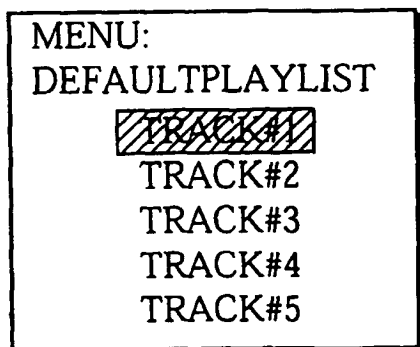 MENU:
DEFAULTPLAYLIST
TRACK#1
TRACK#2
TRACK#3
TRACK#4
TRACK#5